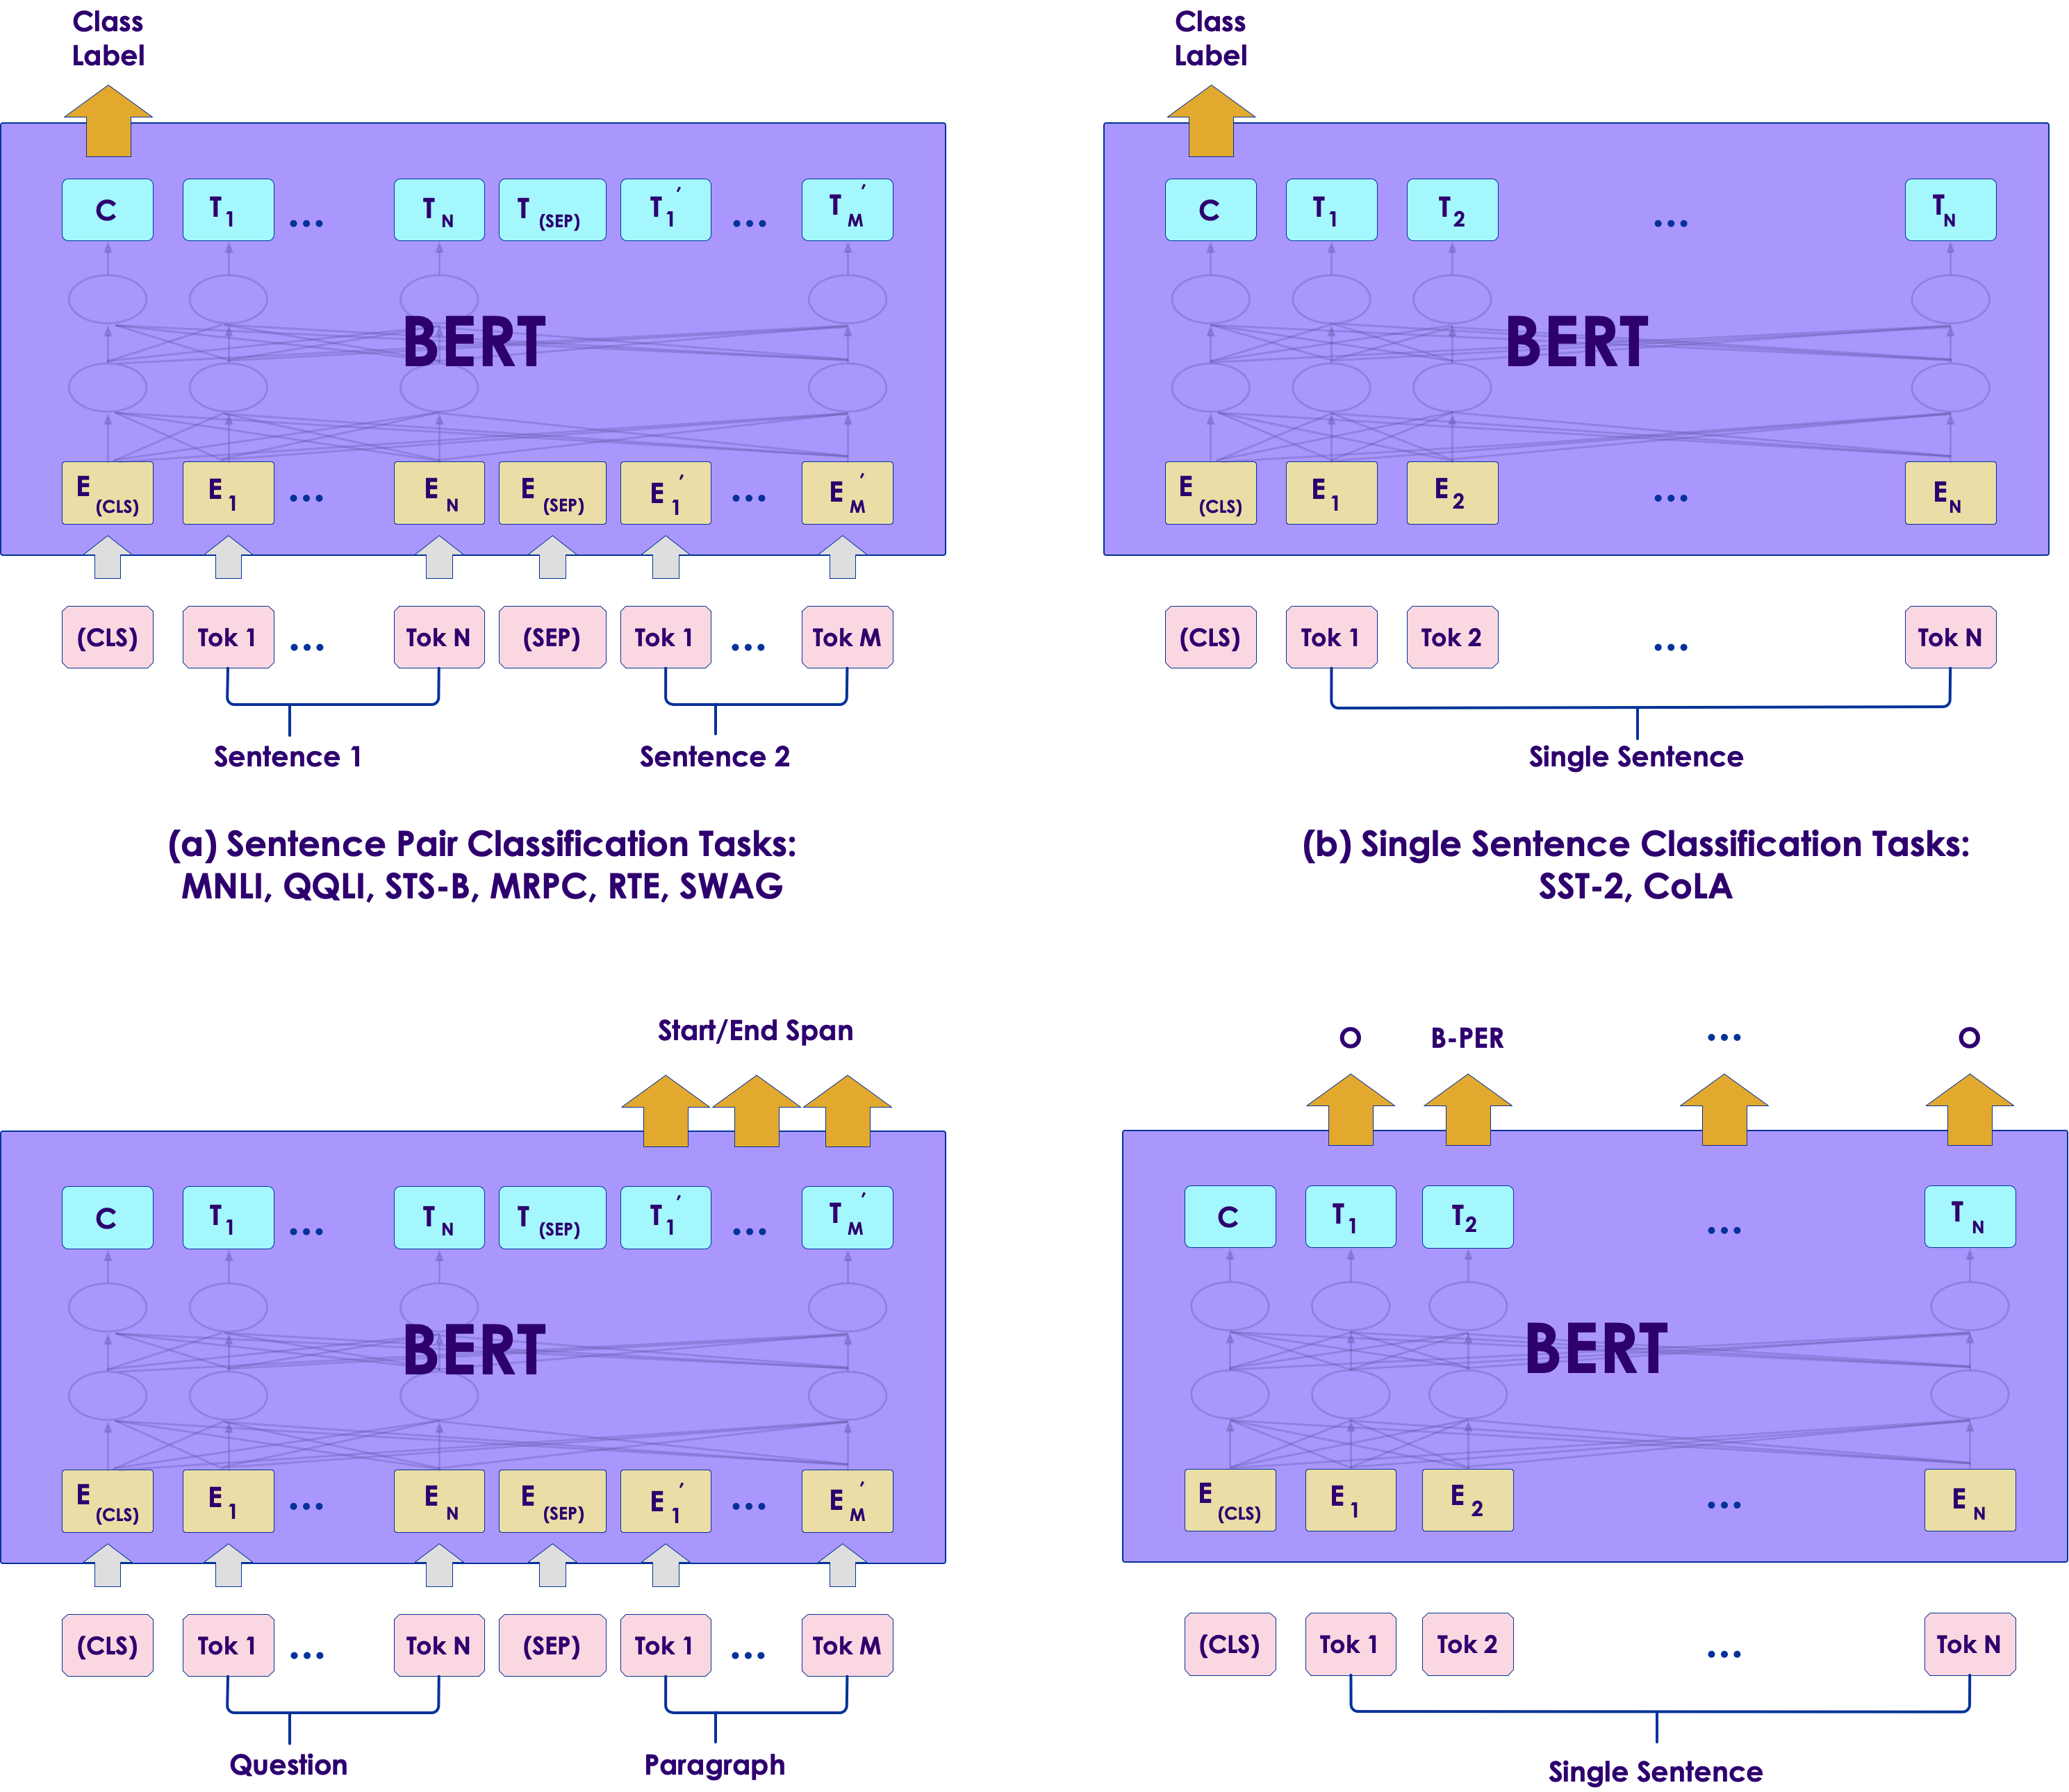 Class
Label
C T1 ... TN T(SEP) T1′ ... TM′
BERT
E(CLS) E1 ... EN E(SEP) E1′ ... EM′
(CLS) Tok 1 ... Tok N (SEP) Tok 1 ... Tok M
Sentence 1 Sentence 2
(a) Sentence Pair Classification Tasks:
MNLI, QQLI, STS-B, MRPC, RTE, SWAG
Class
Label
C T1 T2 ... TN
BERT
E(CLS) E1 E2 ... EN
(CLS) Tok 1 Tok 2 ... Tok N
Single Sentence
(b) Single Sentence Classification Tasks:
SST-2, CoLA
Start/End Span
C T1 ... TN T(SEP) T1′ ... TM′
BERT
E(CLS) E1 ... EN E(SEP) E1′ ... EM′
(CLS) Tok 1 ... Tok N (SEP) Tok 1 ... Tok M
Question Paragraph
O B-PER ... O
C T1 T2 ... TN
BERT
E(CLS) E1 E2 ... EN
(CLS) Tok 1 Tok 2 ... Tok N
Single Sentence